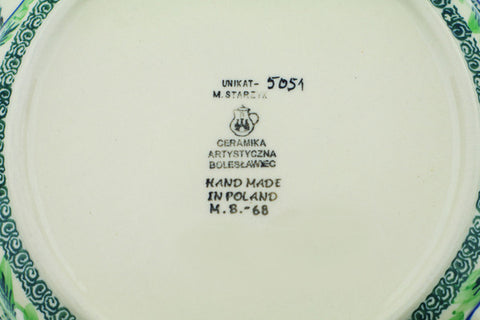 UNIKAT- 5051
M. STARZYK
CERAMIKA
ARTYSTYCZNA
BOLESŁAWIEC
HAND MADE
IN POLAND
M.B.-68